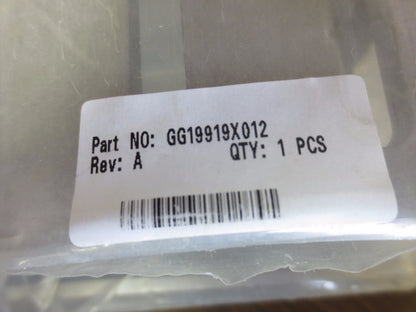 Part NO: GG19919X012
Rev: A QTY: 1 PCS